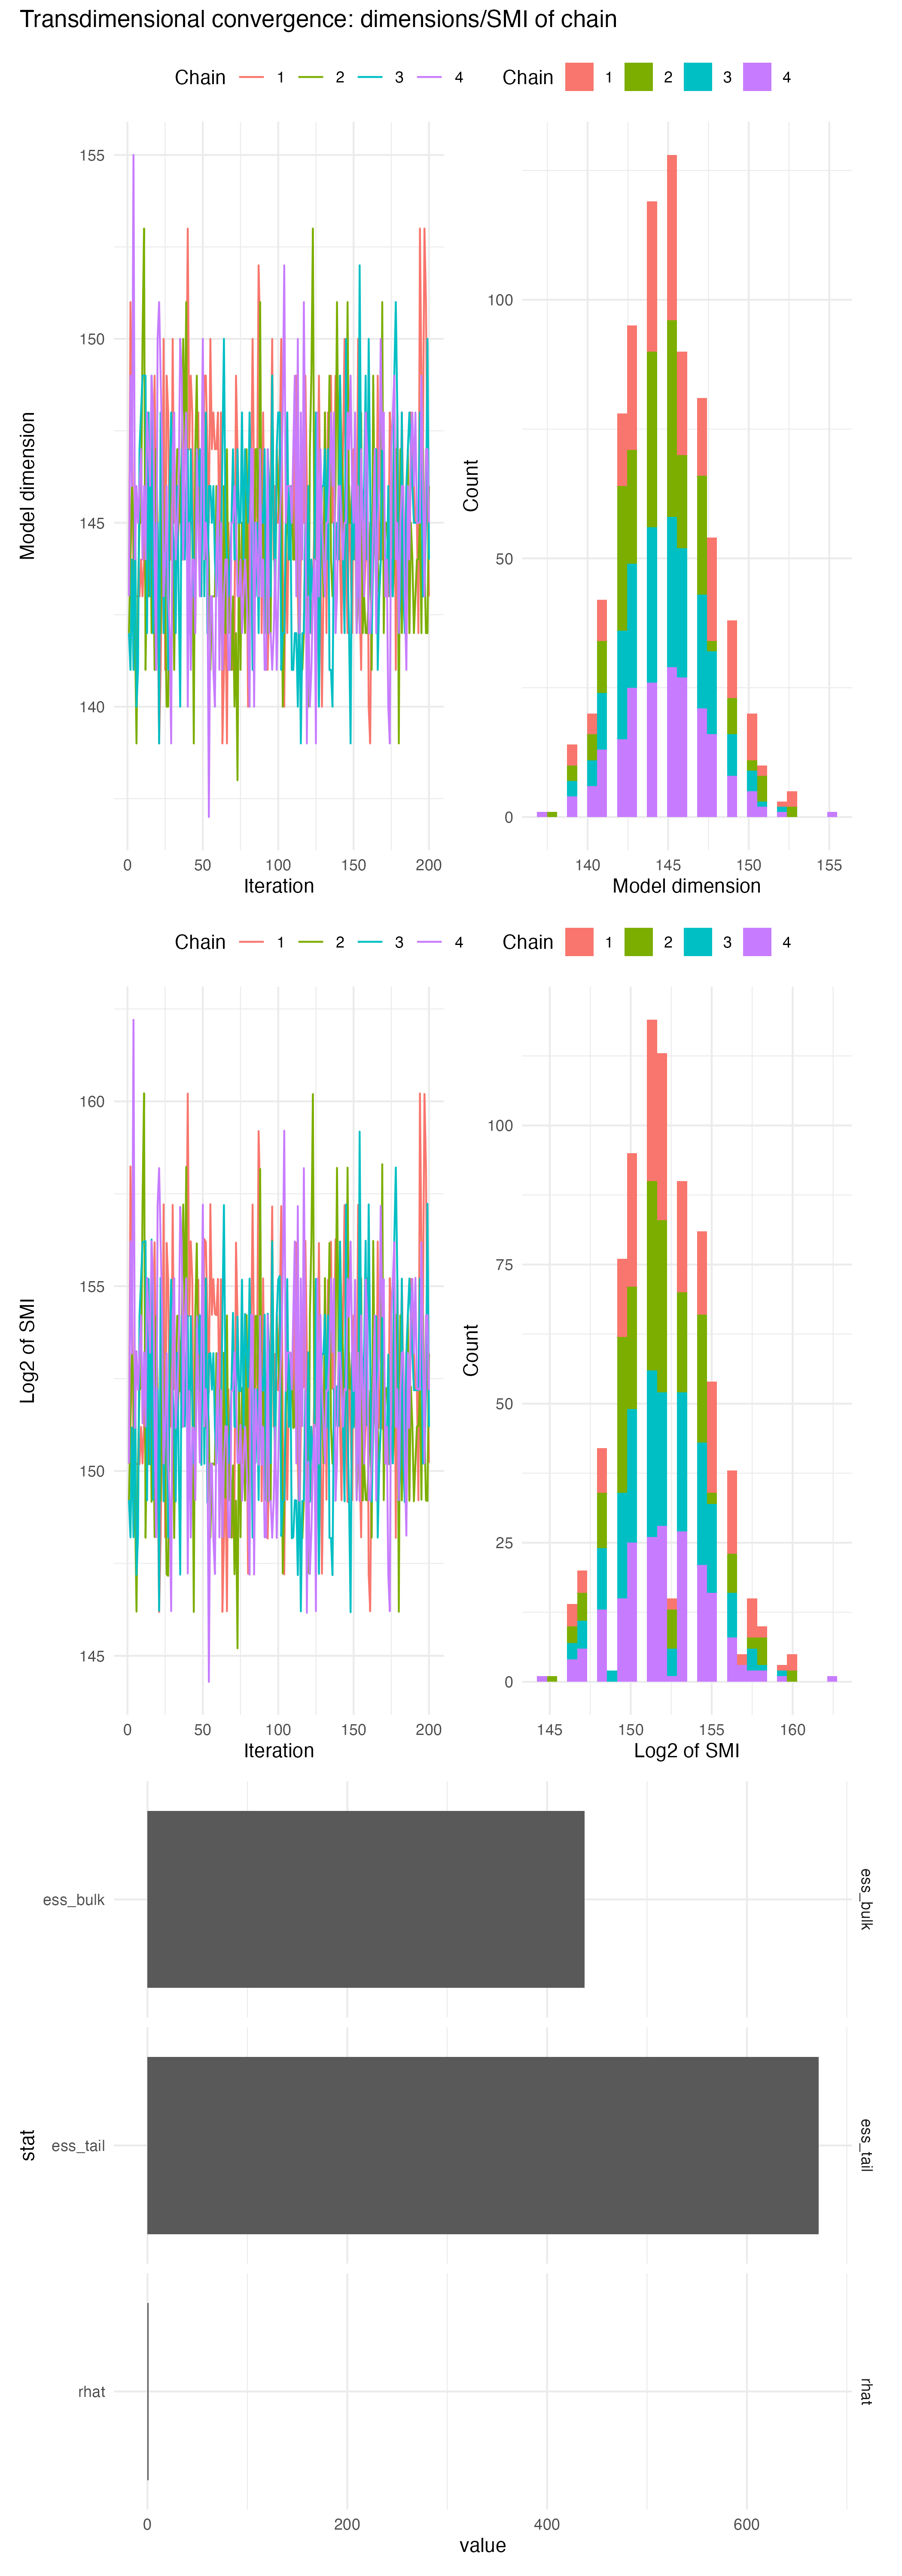 Transdimensional convergence: dimensions/SMI of chain
Chain 1 2 3 4
Chain 1 2 3 4
155
150
145
140
Model dimension
0 50 100 150 200
Iteration
100
50
0
Count
140 145 150 155
Model dimension
Chain 1 2 3 4
Chain 1 2 3 4
160
155
150
145
Log2 of SMI
0 50 100 150 200
Iteration
100
75
50
25
0
Count
145 150 155 160
Log2 of SMI
ess_bulk
ess_bulk
stat
ess_tail
ess_tail
rhat
rhat
0 200 400 600
value